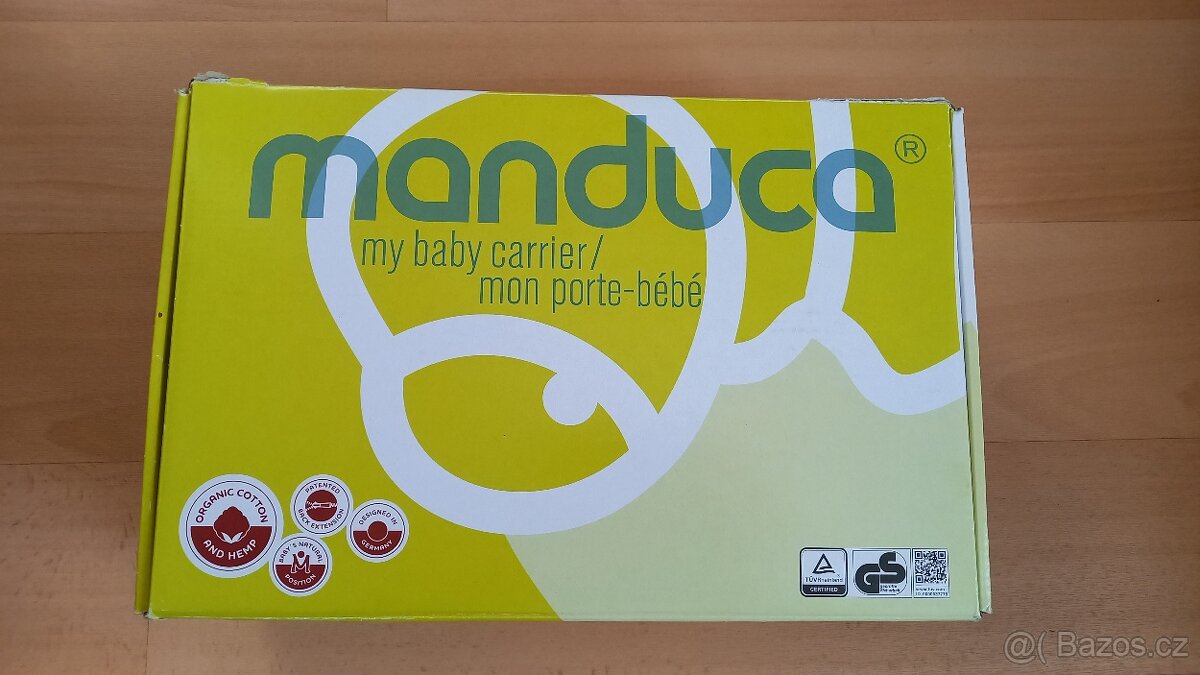 manduca®
my baby carrier/
mon porte-bébé
ORGANIC COTTON
AND HEMP
PATENTED
BACK EXTENSION
DESIGNED IN
GERMANY
BABY'S NATURAL
POSITION
TÜVRheinland
CERTIFIED
GS
@( Bazos.cz